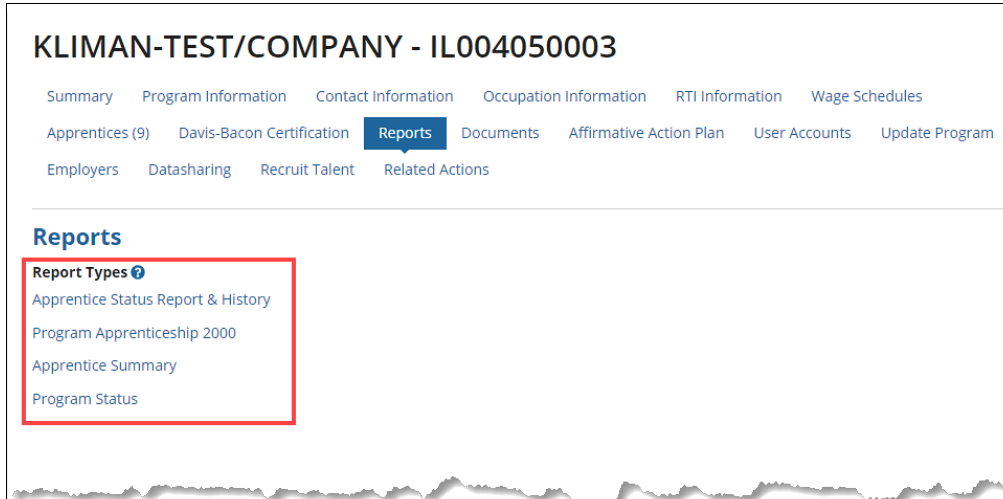 KLIMAN-TEST/COMPANY - IL004050003
Summary Program Information Contact Information Occupation Information RTI Information Wage Schedules
Apprentices (9) Davis-Bacon Certification Reports Documents Affirmative Action Plan User Accounts Update Program
Employers Datasharing Recruit Talent Related Actions
Reports
Report Types ?
Apprentice Status Report & History
Program Apprenticeship 2000
Apprentice Summary
Program Status